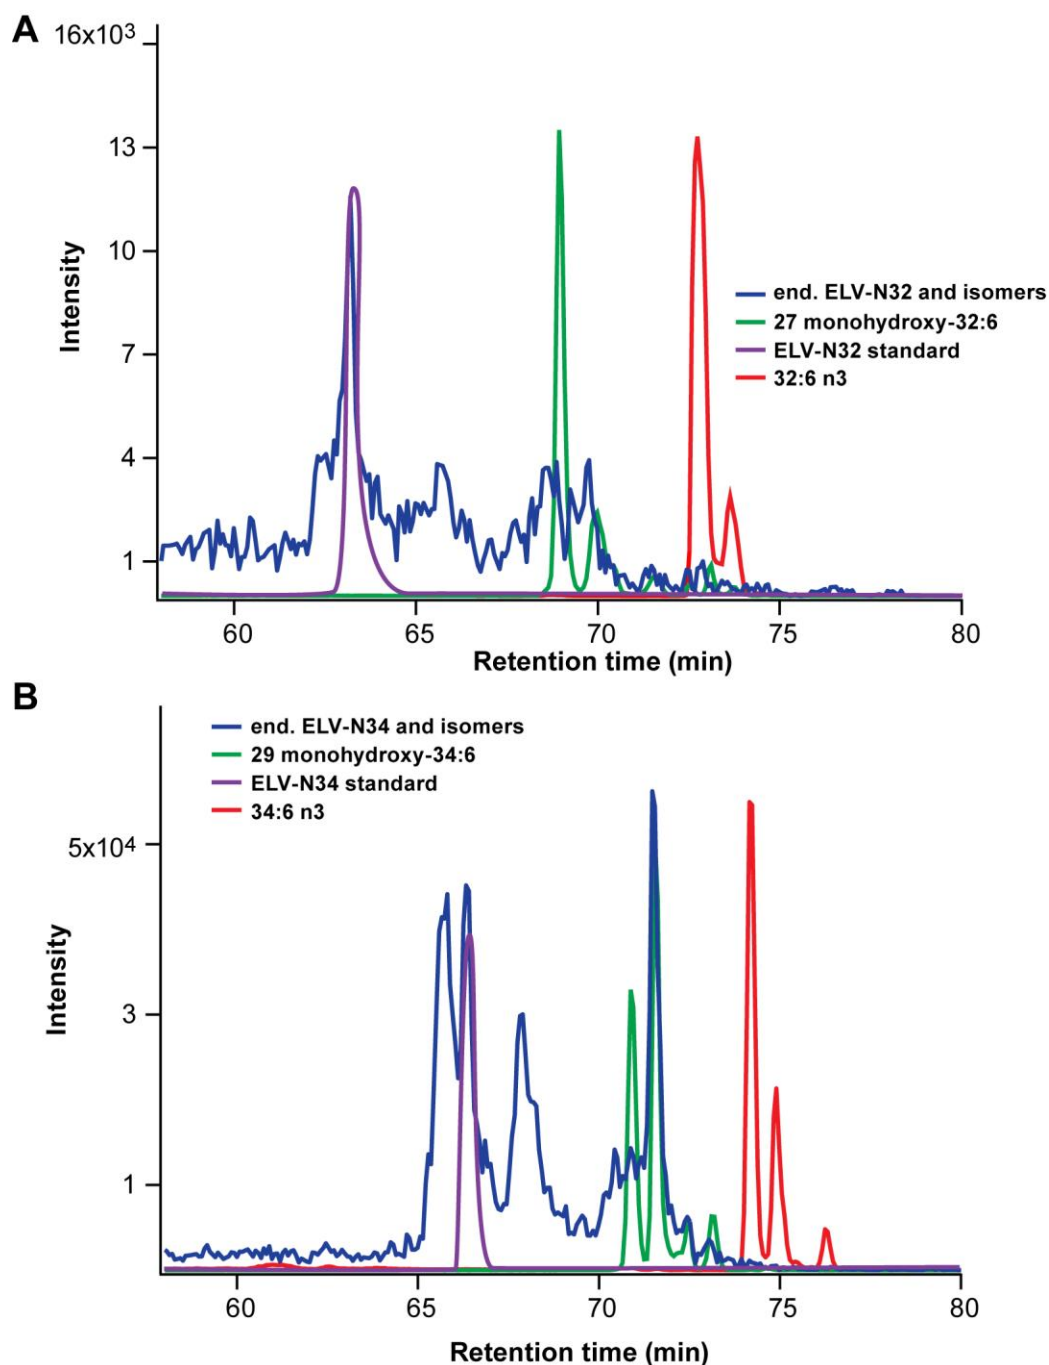 A
16x10³
13
10
7
4
1
Intensity
end. ELV-N32 and isomers
27 monohydroxy-32:6
ELV-N32 standard
32:6 n3
60 65 70 75 80
Retention time (min)
B
end. ELV-N34 and isomers
29 monohydroxy-34:6
ELV-N34 standard
34:6 n3
5x10⁴
3
1
Intensity
60 65 70 75 80
Retention time (min)